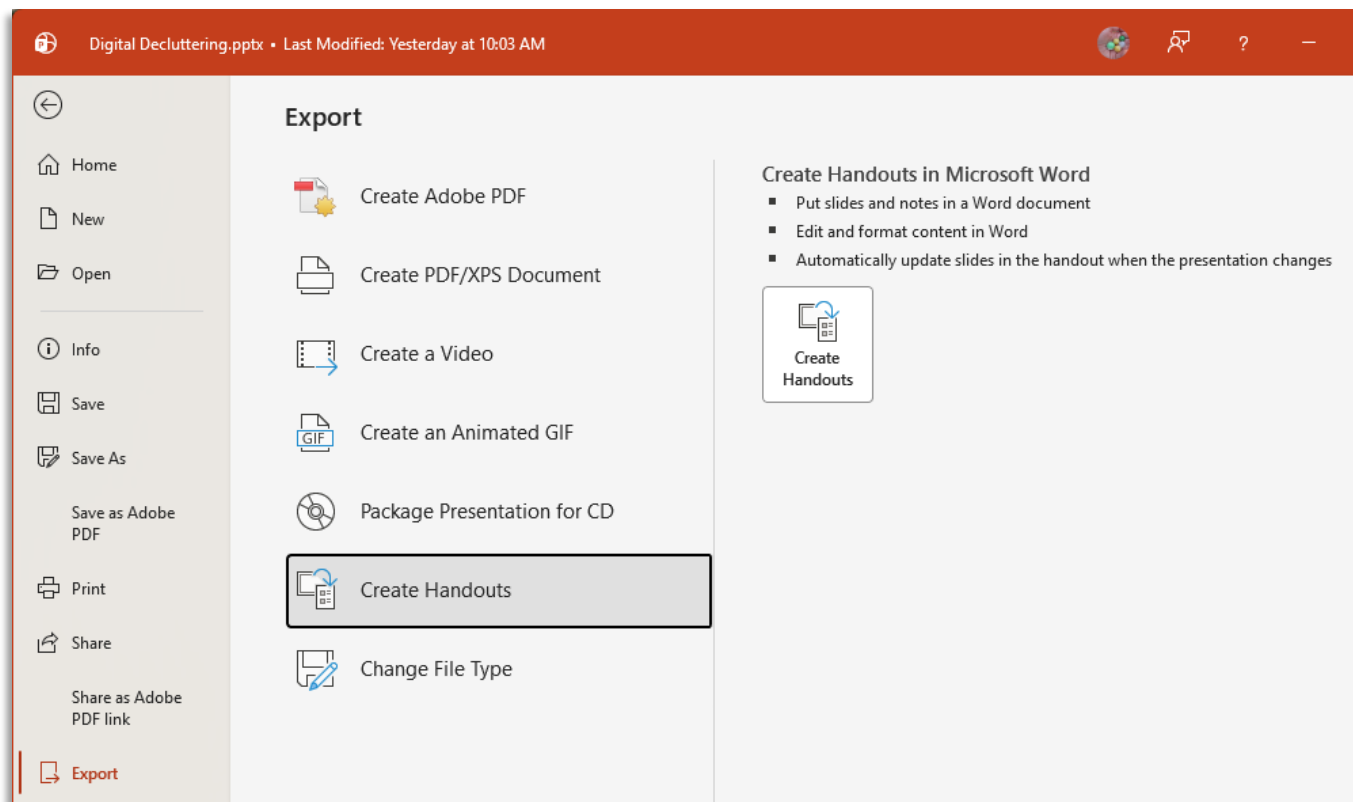 Digital Decluttering.pptx • Last Modified: Yesterday at 10:03 AM
?
Home
New
Open
Info
Save
Save As
Save as Adobe
PDF
Print
Share
Share as Adobe
PDF link
Export
Export
Create Adobe PDF
Create PDF/XPS Document
Create a Video
GIF
Create an Animated GIF
Package Presentation for CD
Create Handouts
Change File Type
Create Handouts in Microsoft Word
▪ Put slides and notes in a Word document
▪ Edit and format content in Word
▪ Automatically update slides in the handout when the presentation changes
Create
Handouts